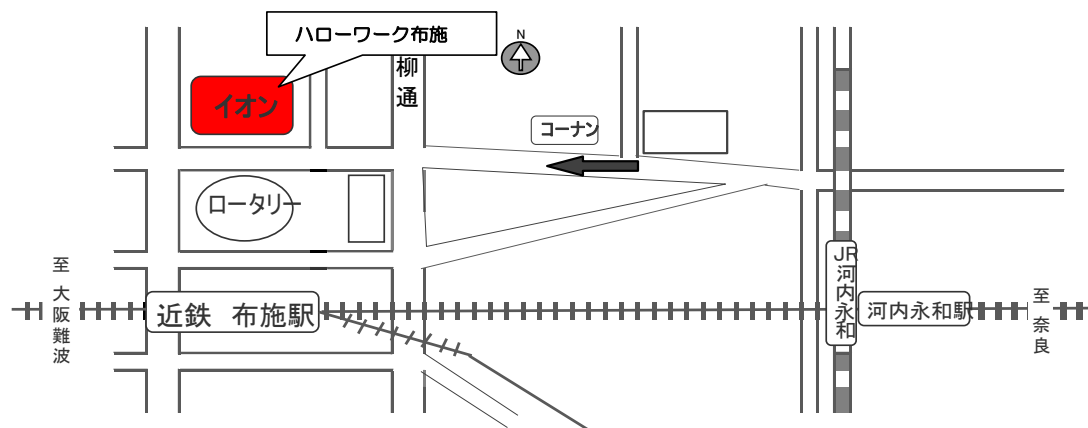 ハローワーク布施
N
柳通
イオン
コーナン
ロータリー
至 大阪難波
近鉄 布施駅
JR河内永和
河内永和駅
至 奈良